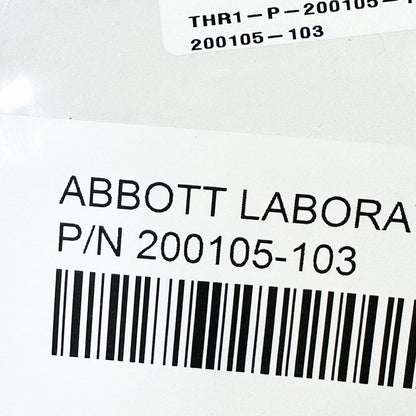 THR1-P-200105-
200105-103
ABBOTT LABORA
P/N 200105-103